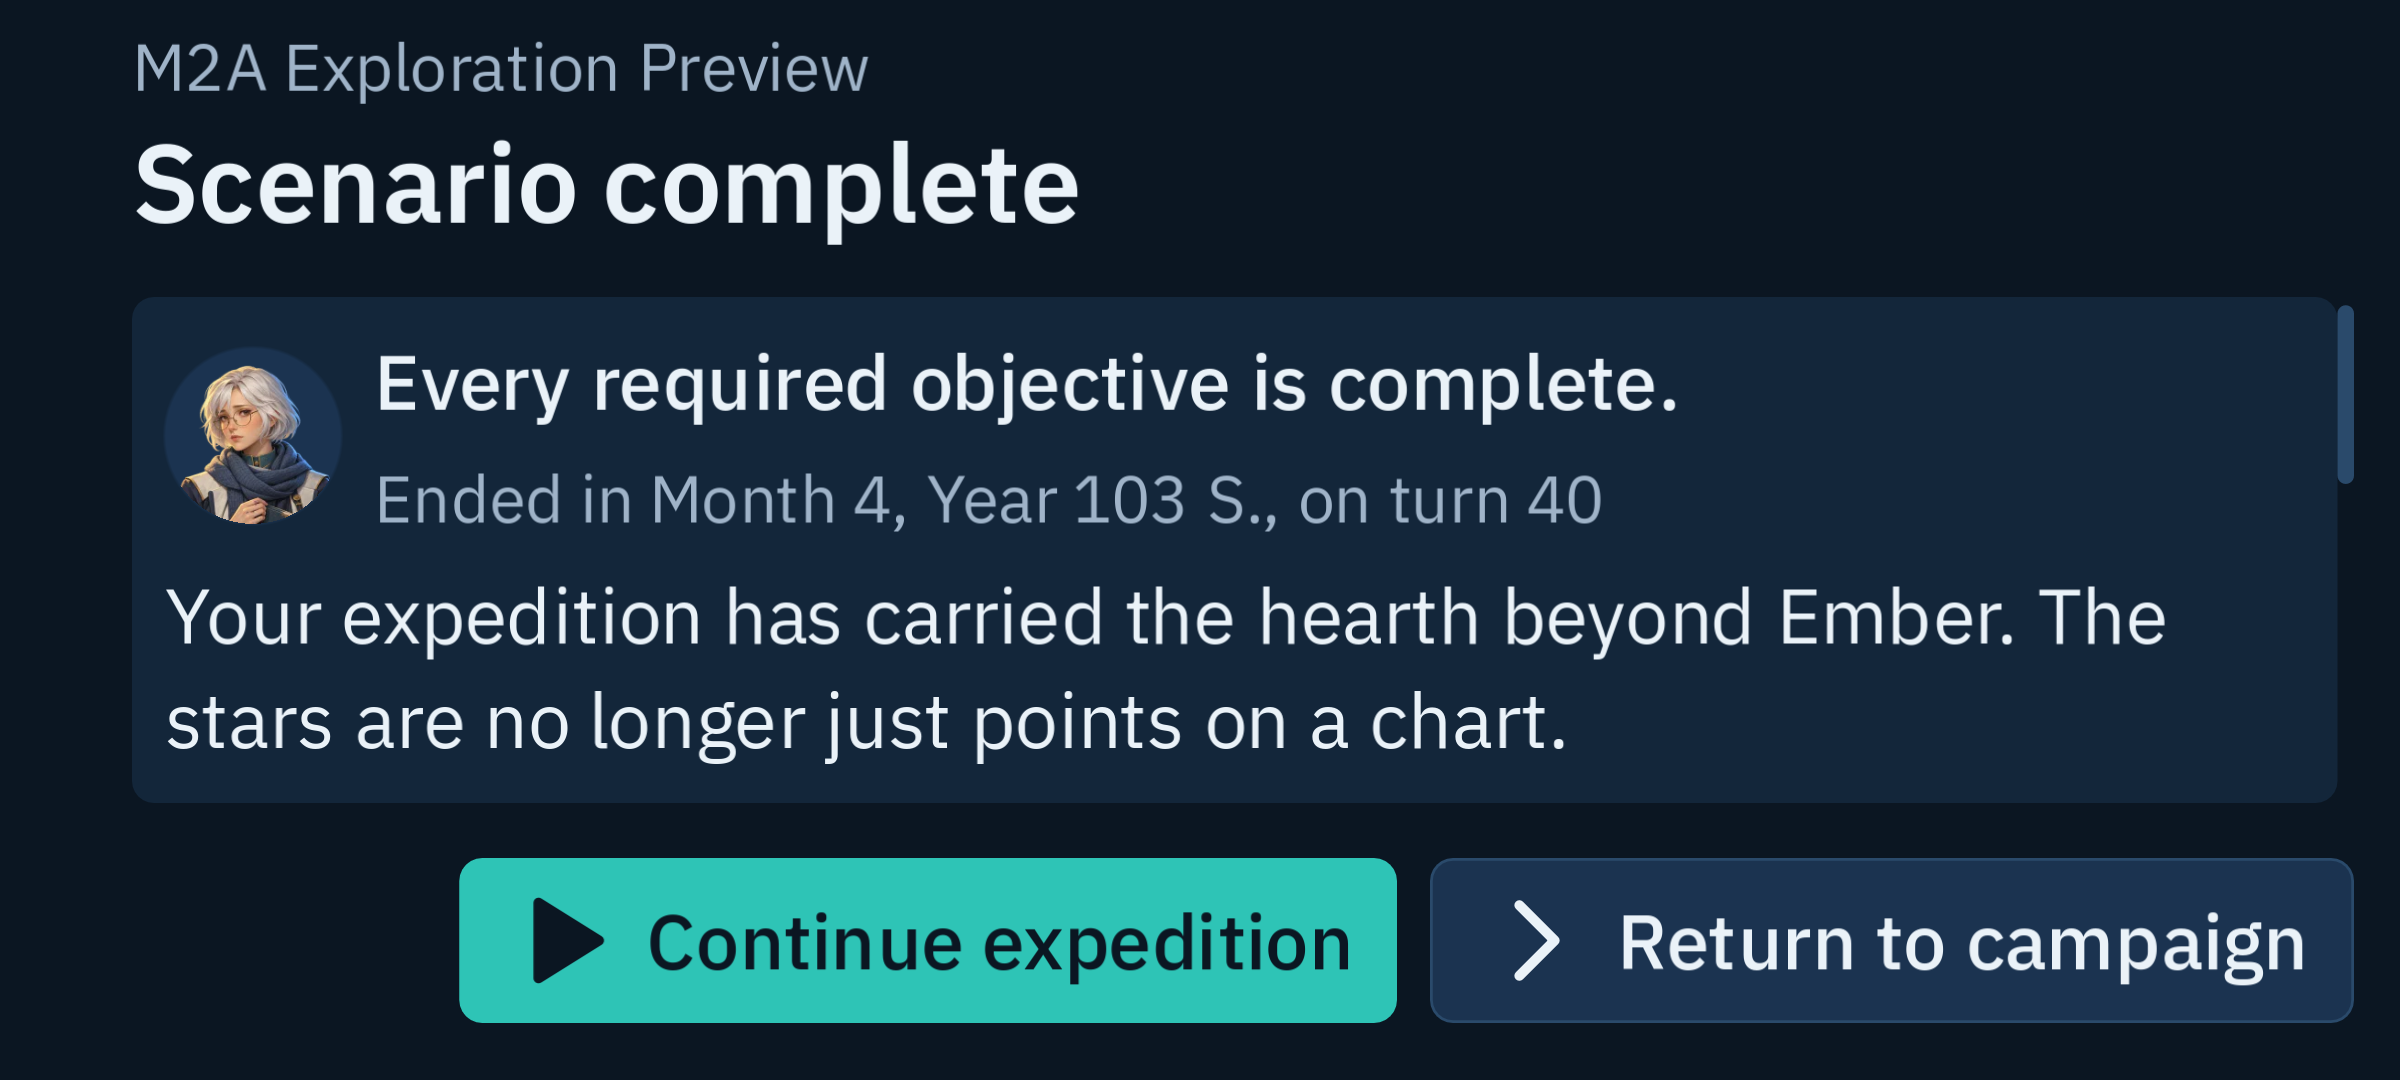 M2A Exploration Preview
Scenario complete
Every required objective is complete.
Ended in Month 4, Year 103 S., on turn 40
Your expedition has carried the hearth beyond Ember. The
stars are no longer just points on a chart.
Continue expedition
Return to campaign